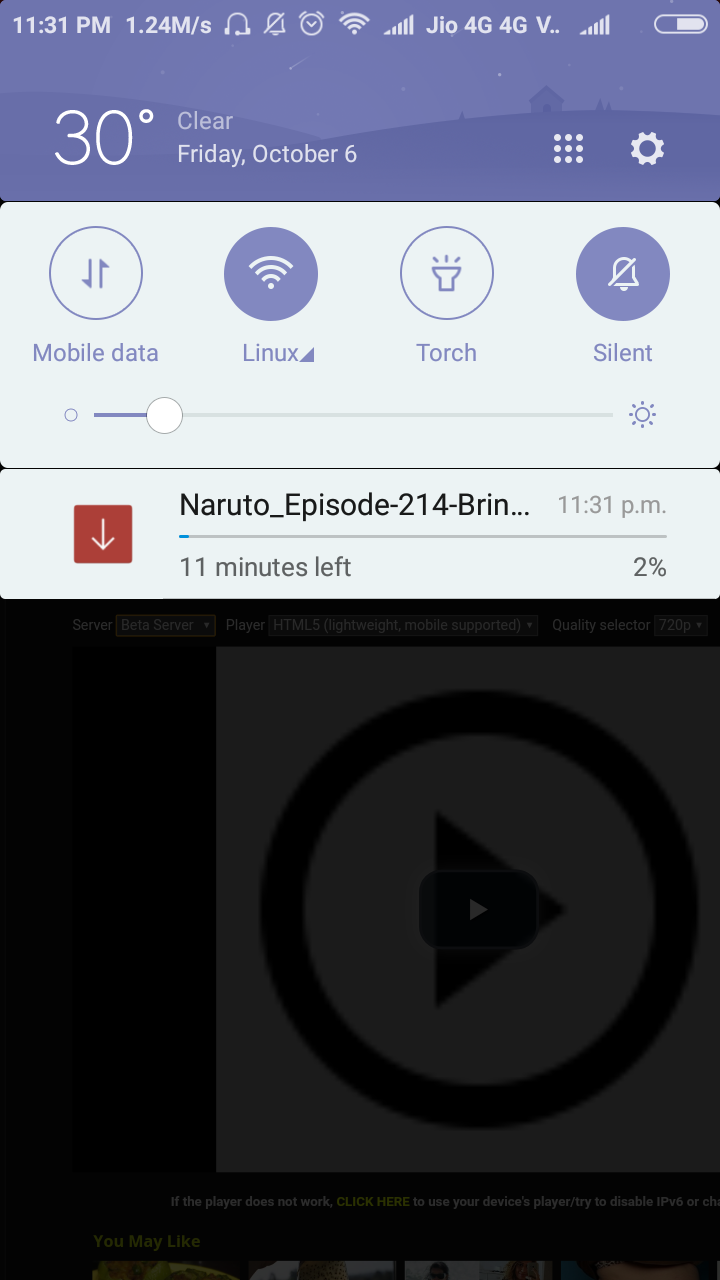 11:31 PM 1.24M/s Jio 4G 4G V..
30° Clear
Friday, October 6
Mobile data Linux Torch Silent
Naruto_Episode-214-Brin... 11:31 p.m.
11 minutes left 2%
Server Beta Server Player HTML5 (lightweight, mobile supported) Quality selector 720p
If the player does not work, CLICK HERE to use your device's player/try to disable IPv6 or cha
You May Like